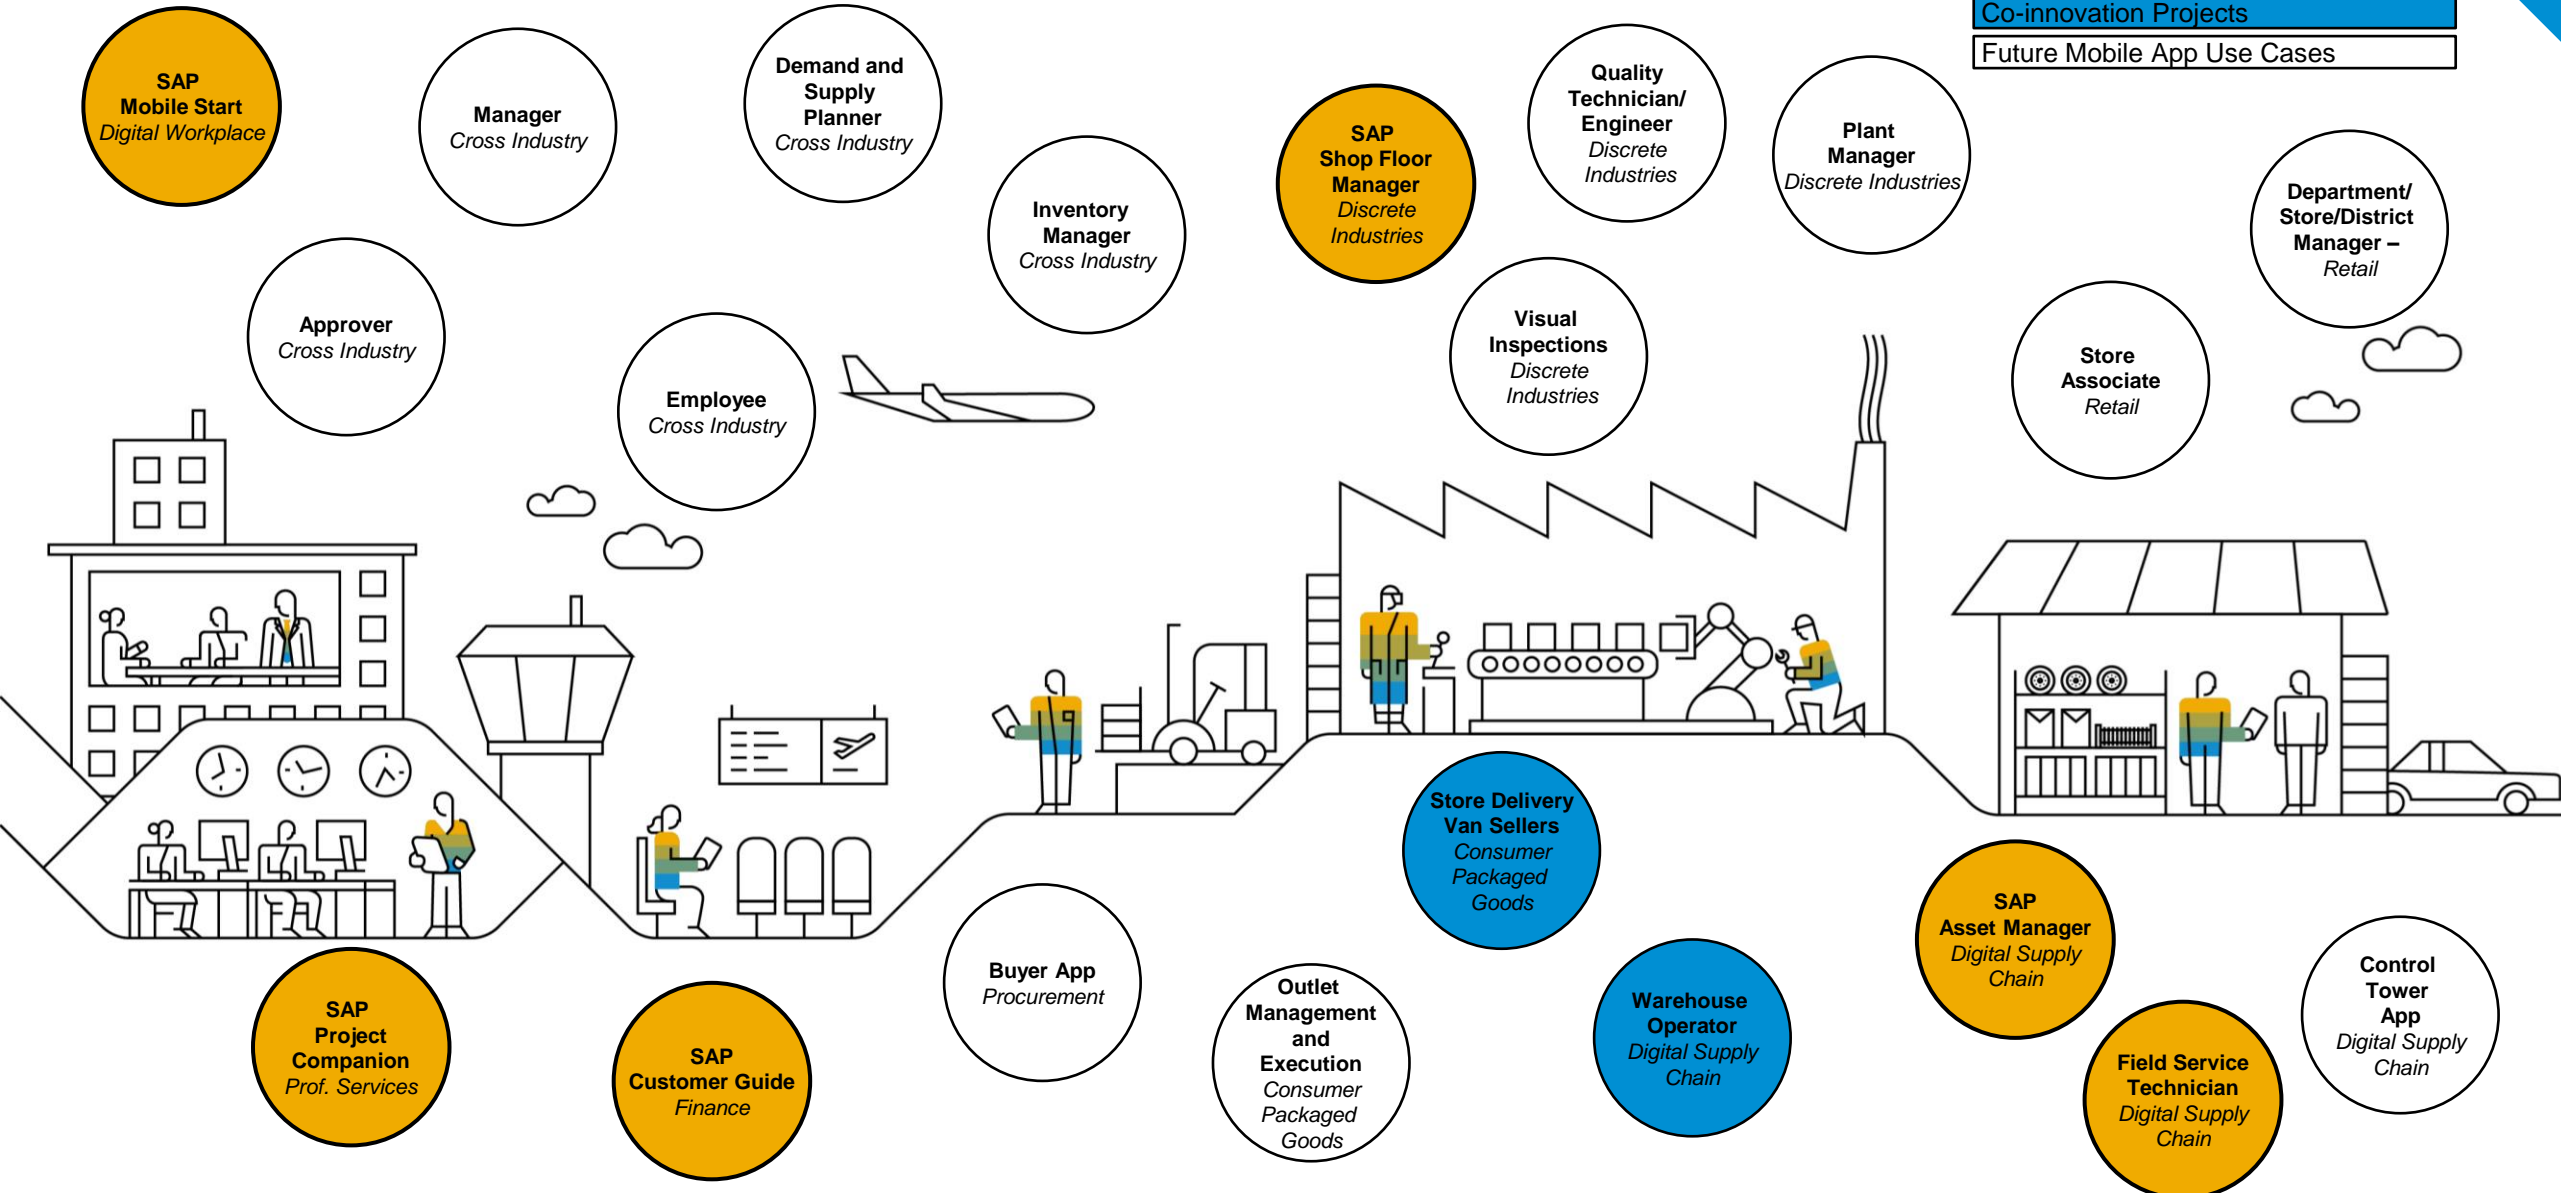 Co-innovation Projects
Future Mobile App Use Cases
SAP
Mobile Start
Digital Workplace
Manager
Cross Industry
Demand and
Supply
Planner
Cross Industry
Inventory
Manager
Cross Industry
Approver
Cross Industry
Employee
Cross Industry
SAP
Shop Floor
Manager
Discrete
Industries
Quality
Technician/
Engineer
Discrete
Industries
Plant
Manager
Discrete Industries
Visual
Inspections
Discrete
Industries
Department/
Store/District
Manager –
Retail
Store
Associate
Retail
SAP
Project
Companion
Prof. Services
SAP
Customer Guide
Finance
Buyer App
Procurement
Outlet
Management
and
Execution
Consumer
Packaged
Goods
Store Delivery
Van Sellers
Consumer
Packaged
Goods
Warehouse
Operator
Digital Supply
Chain
SAP
Asset Manager
Digital Supply
Chain
Field Service
Technician
Digital Supply
Chain
Control
Tower
App
Digital Supply
Chain